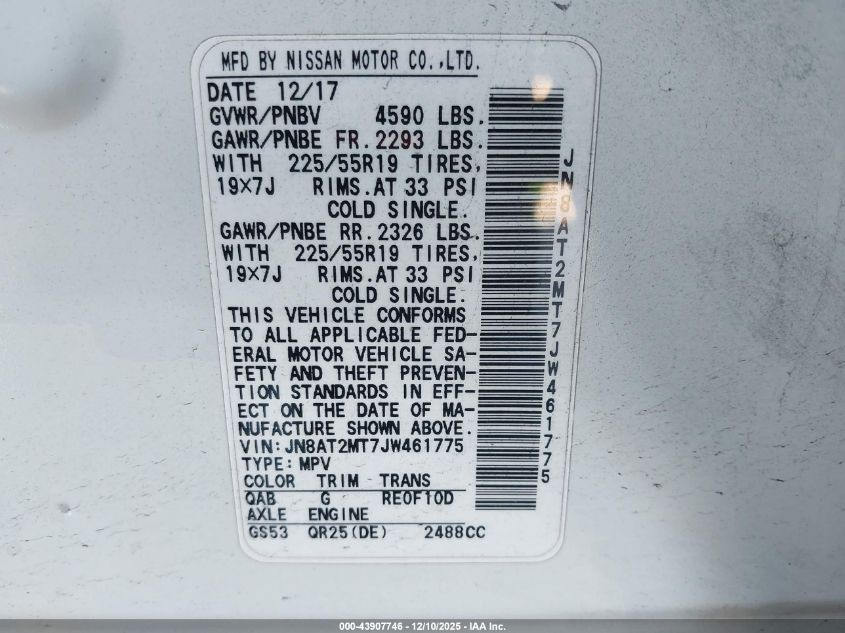 MFD BY NISSAN MOTOR CO.,LTD.
DATE 12/17
GVWR/PNBV 4590 LBS.
GAWR/PNBE FR.2293 LBS.
WITH 225/55R19 TIRES,
19×7J RIMS.AT 33 PSI
COLD SINGLE.
GAWR/PNBE RR.2326 LBS.
WITH 225/55R19 TIRES,
19×7J RIMS.AT 33 PSI
COLD SINGLE.
THIS VEHICLE CONFORMS
TO ALL APPLICABLE FED-
ERAL MOTOR VEHICLE SA-
FETY AND THEFT PREVEN-
TION STANDARDS IN EFF-
ECT ON THE DATE OF MA-
NUFACTURE SHOWN ABOVE.
VIN:JN8AT2MT7JW461775
TYPE:MPV
COLOR TRIM TRANS
QAB G RE0F10D
AXLE ENGINE
GS53 QR25(DE) 2488CC
JN8AT2MT7JW461775
000-43907746 - 12/10/2025 - IAA Inc.